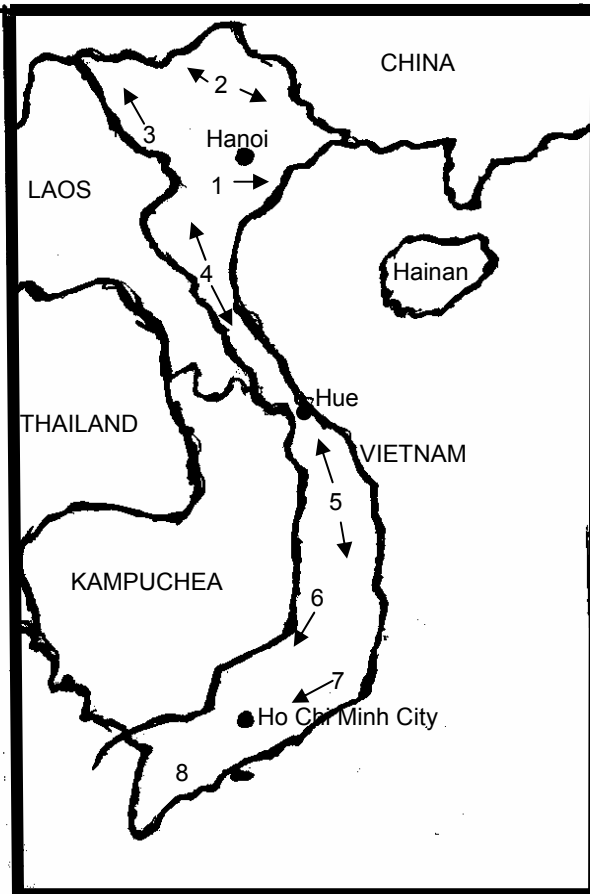 CHINA
2
3
Hanoi
1
LAOS
4
Hainan
Hue
THAILAND
VIETNAM
5
KAMPUCHEA
6
7
Ho Chi Minh City
8